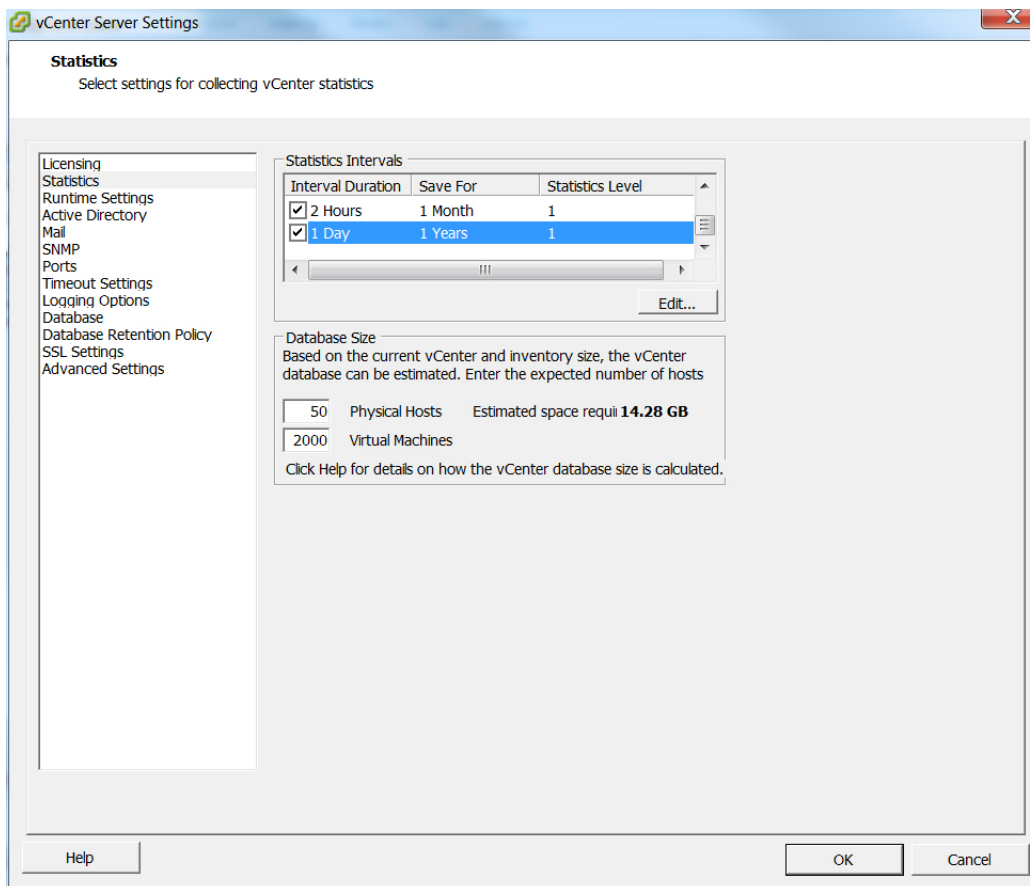 vCenter Server Settings
X
Statistics
Select settings for collecting vCenter statistics
Licensing
Statistics
Runtime Settings
Active Directory
Mail
SNMP
Ports
Timeout Settings
Logging Options
Database
Database Retention Policy
SSL Settings
Advanced Settings
Statistics Intervals
Interval Duration Save For Statistics Level
2 Hours 1 Month 1
1 Day 1 Years 1
Edit...
Database Size
Based on the current vCenter and inventory size, the vCenter
database can be estimated. Enter the expected number of hosts
50 Physical Hosts Estimated space requi 14.28 GB
2000 Virtual Machines
Click Help for details on how the vCenter database size is calculated.
Help OK Cancel